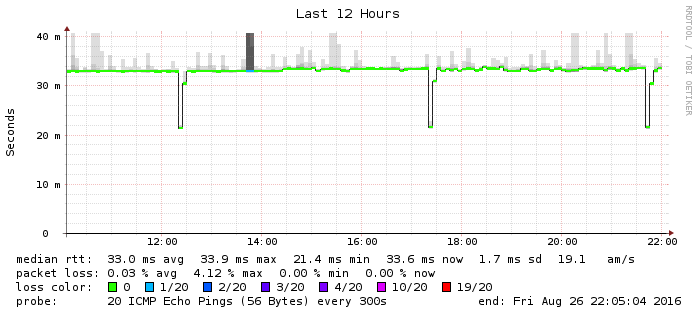 Last 12 Hours
RRDTOOL / TOBI OETIKER
Seconds
40 m
30 m
20 m
10 m
0
12:00 14:00 16:00 18:00 20:00 22:00
median rtt: 33.0 ms avg 33.9 ms max 21.4 ms min 33.6 ms now 1.7 ms sd 19.1 am/s
packet loss: 0.03 % avg 4.12 % max 0.00 % min 0.00 % now
loss color: 0 1/20 2/20 3/20 4/20 10/20 19/20
probe: 20 ICMP Echo Pings (56 Bytes) every 300s end: Fri Aug 26 22:05:04 2016